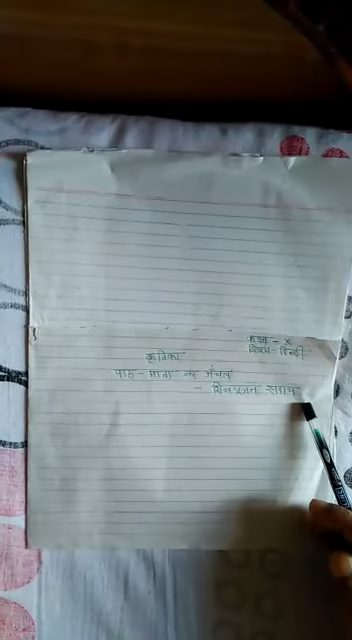 कक्षा - X
विषय - हिन्दी
कृतिका
पाठ - माता का अँचल
- शिवपूजन सहाय